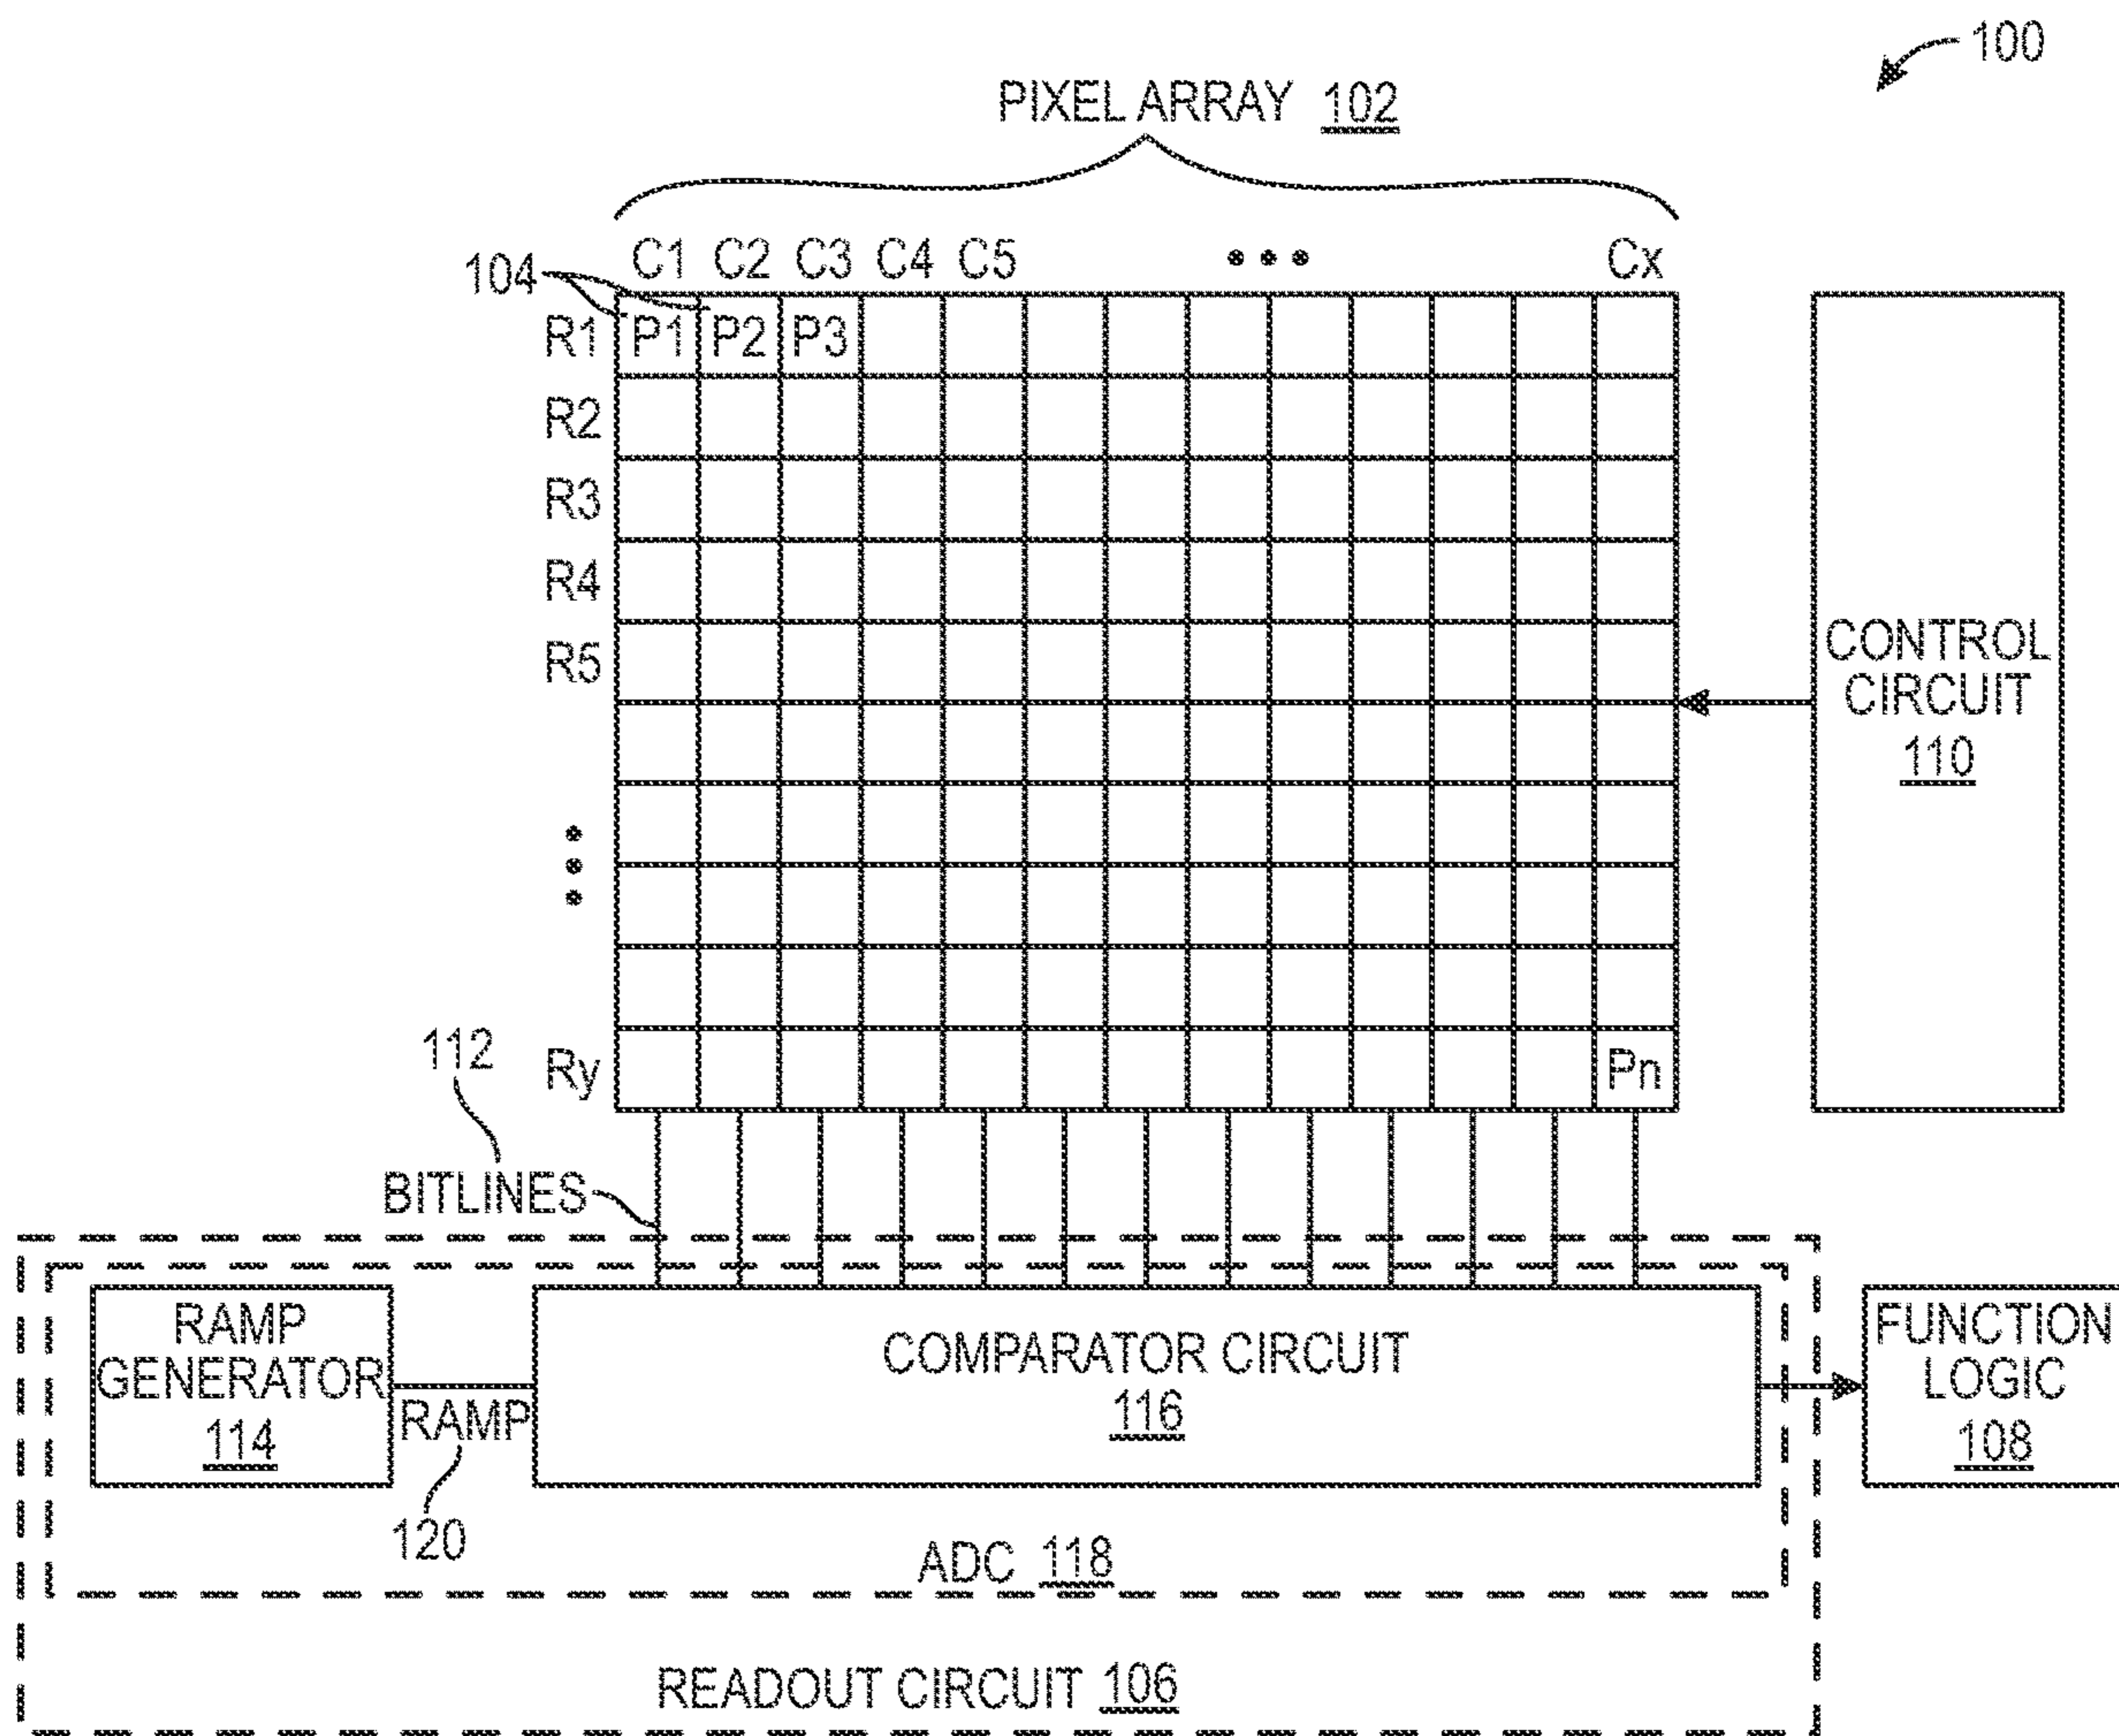 100
PIXEL ARRAY 102
C1 C2 C3 C4 C5 ••• Cx
104
R1 P1 P2 P3
R2
R3
R4
R5
•••
Ry Pn
CONTROL
CIRCUIT
110
112
BITLINES
RAMP
GENERATOR
114
RAMP
120
COMPARATOR CIRCUIT
116
FUNCTION
LOGIC
108
ADC 118
READOUT CIRCUIT 106